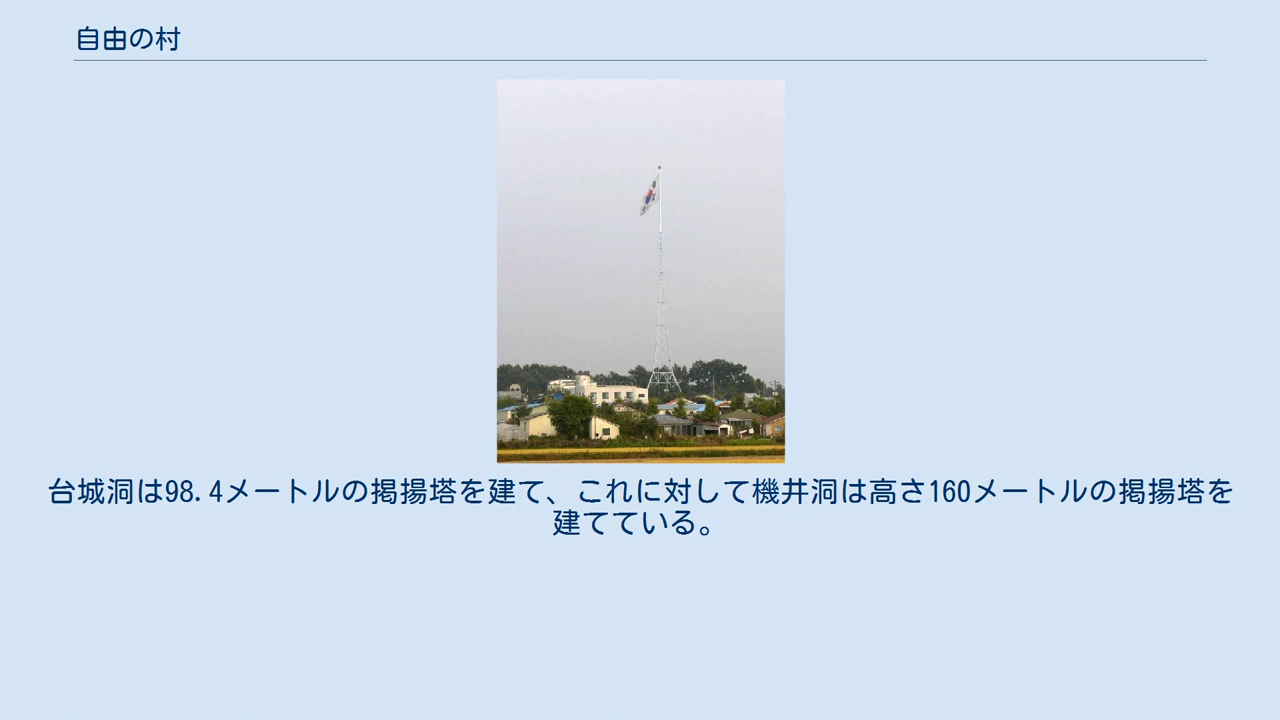 自由の村
台城洞は98.4メートルの掲揚塔を建て、これに対して機井洞は高さ160メートルの掲揚塔を
建てている。